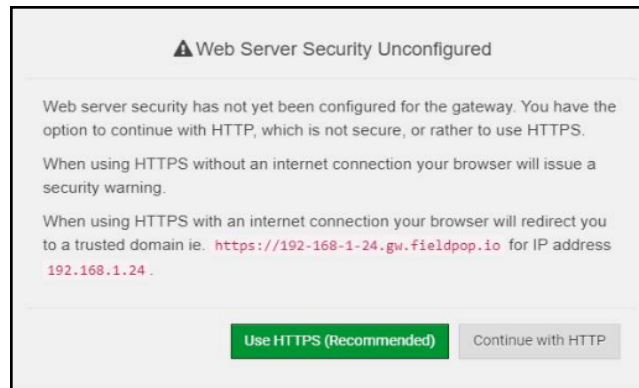 Web Server Security Unconfigured
Web server security has not yet been configured for the gateway. You have the
option to continue with HTTP, which is not secure, or rather to use HTTPS.
When using HTTPS without an internet connection your browser will issue a
security warning.
When using HTTPS with an internet connection your browser will redirect you
to a trusted domain ie. https://192-168-1-24.gw.fieldpop.io for IP address
192.168.1.24 .
Use HTTPS (Recommended) Continue with HTTP